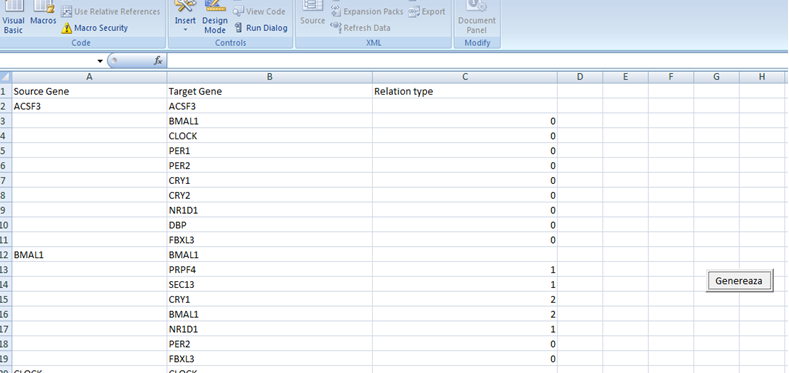 Visual Basic Macros Use Relative References Macro Security Insert Design Mode View Code Run Dialog Source Expansion Packs Export Refresh Data Document Panel
Code Controls XML Modify
fx
A B C D E F G H
1 Source Gene Target Gene Relation type
2 ACSF3 ACSF3
3 BMAL1 0
4 CLOCK 0
5 PER1 0
6 PER2 0
7 CRY1 0
8 CRY2 0
9 NR1D1 0
10 DBP 0
11 FBXL3 0
12 BMAL1 BMAL1
13 PRPF4 1
Genereaza
14 SEC13 1
15 CRY1 2
16 BMAL1 2
17 NR1D1 1
18 PER2 0
19 FBXL3 0
20 CLOCK CLOCK